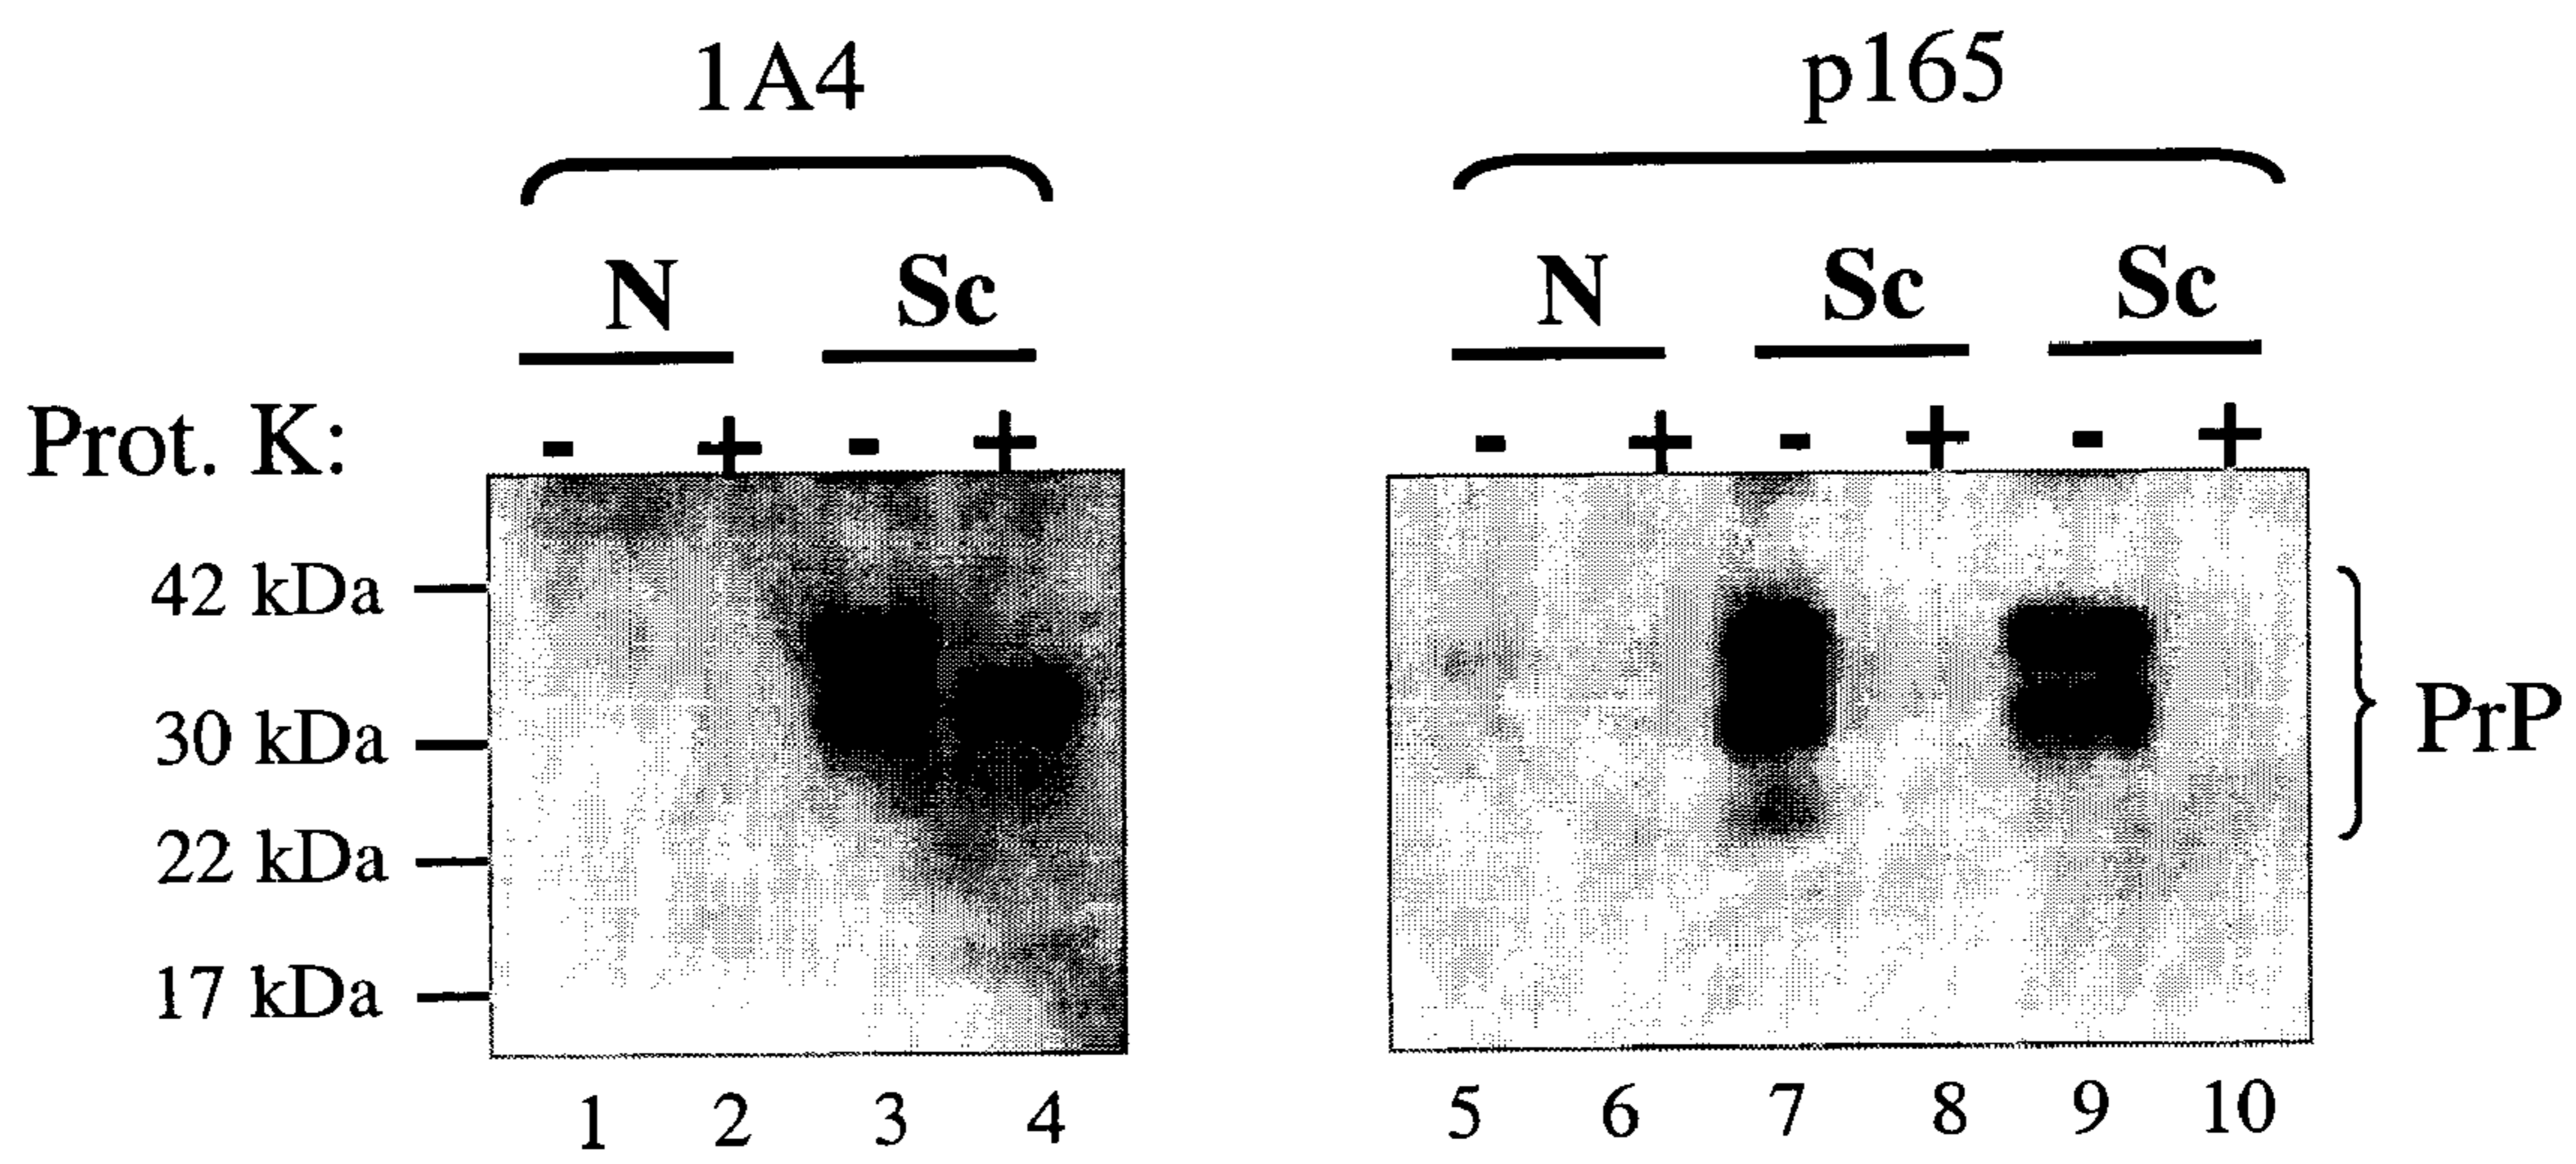 1A4 p165
N Sc N Sc Sc
Prot. K: - + - + - + - + - +
42 kDa
30 kDa
PrP
22 kDa
17 kDa
1 2 3 4 5 6 7 8 9 10